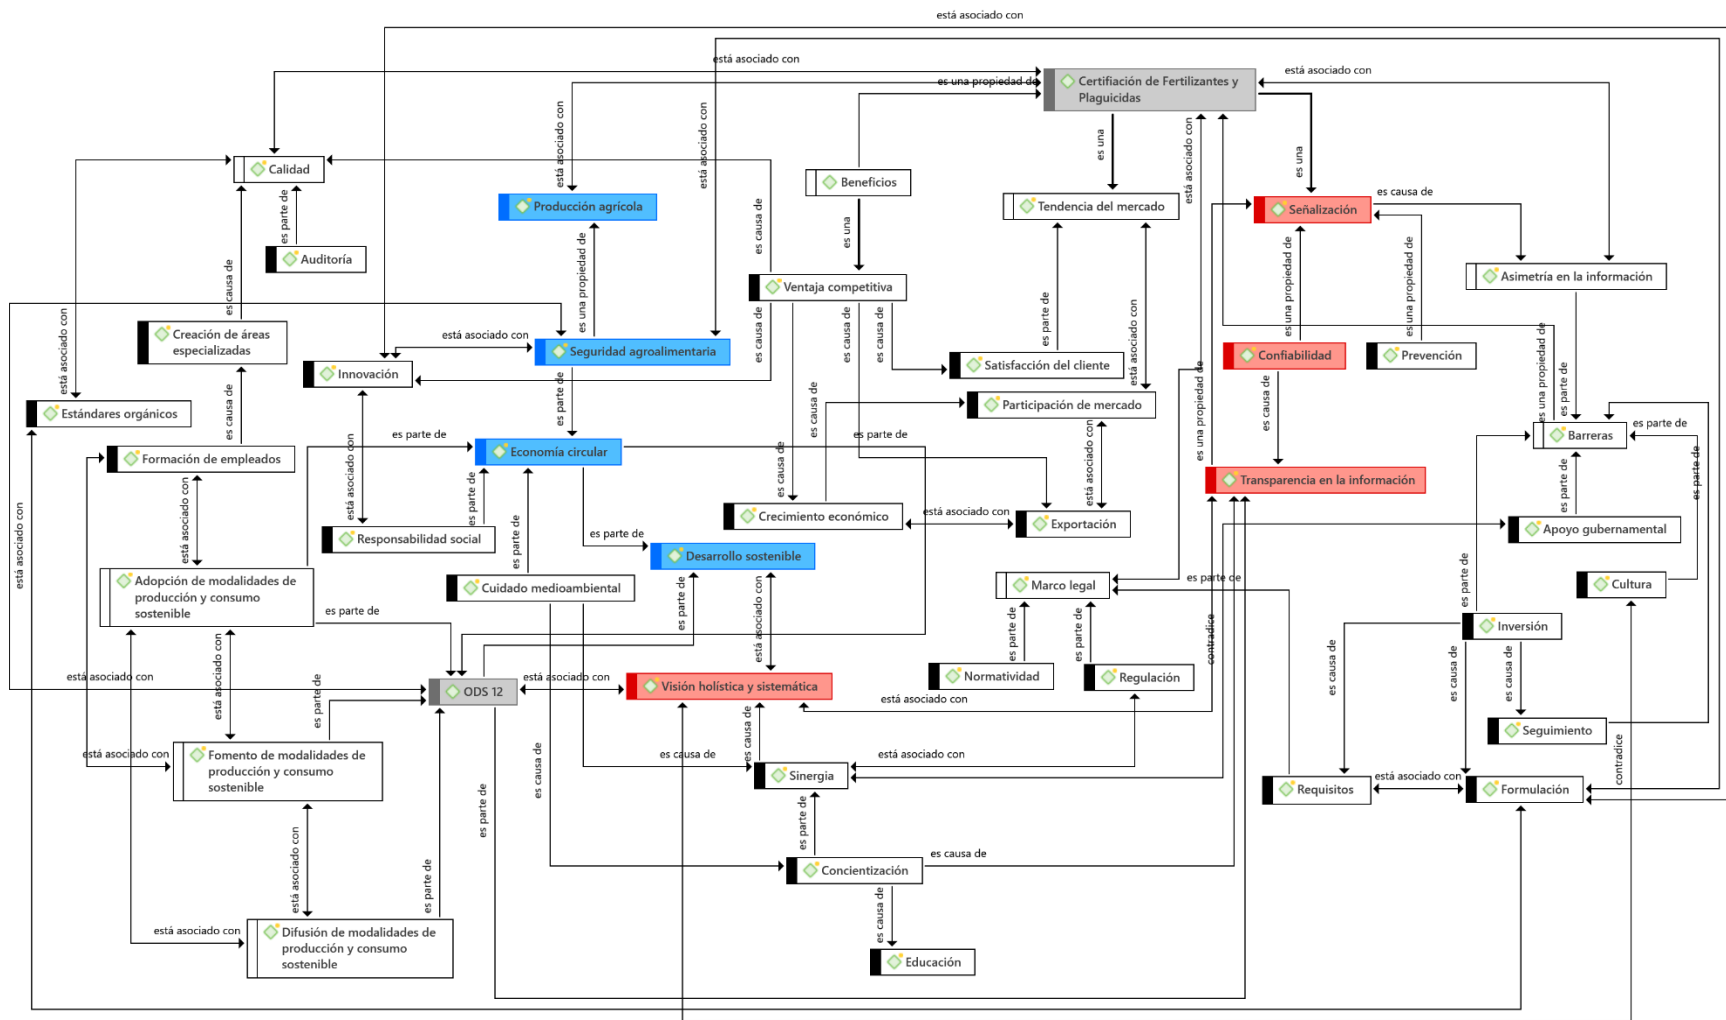 está asociado con
está asociado con
es una propiedad de
está asociado con
Certifiación de Fertilizantes y
Plaguicidas
está asociado con
está asociado con
está asociado con
es una
es una
Calidad
Beneficios
Producción agrícola
Tendencia del mercado
Señalización
es causa de
es parte de
Auditoría
es causa de
es una
es una propiedad de
Ventaja competitiva
Asimetría en la información
está asociado con
es causa de
Creación de áreas
especializadas
está asociado con
Seguridad agroalimentaria
es causa de
es causa de
es causa de
es parte de
está asociado con
es una propiedad de
es una propiedad de
Confiabilidad
Prevención
Innovación
Satisfacción del cliente
Estándares orgánicos
es causa de
es parte de
es causa de
Participación de mercado
es una propiedad de
es causa de
es una propiedad de
es parte de
es parte de
Formación de empleados
es parte de
Economía circular
es parte de
Barreras
es parte de
está asociado con
está asociado con
es causa de
está asociado con
Transparencia en la información
es parte de
Crecimiento económico
está asociado con
Exportación
Apoyo gubernamental
Responsabilidad social
es parte de
es parte de
Desarrollo sostenible
está asociado con
Adopción de modalidades de
producción y consumo
sostenible
Cuidado medioambiental
Marco legal
es parte de
Cultura
es parte de
es parte de
está asociado con
es parte de
es parte de
es parte de
Inversión
está asociado con
está asociado con
está asociado con
es parte de
ODS 12
está asociado con
Visión holística y sistemática
Normatividad
Regulación
contradice
es causa de
es causa de
Seguimiento
está asociado con
Fomento de modalidades de
producción y consumo
sostenible
es causa de
es causa de
es causa de
está asociado con
Sinergia
contradice
Requisitos
está asociado con
Formulación
es parte de
es parte de
está asociado con
es parte de
Concientización
es causa de
está asociado con
Difusión de modalidades de
producción y consumo
sostenible
es causa de
Educación